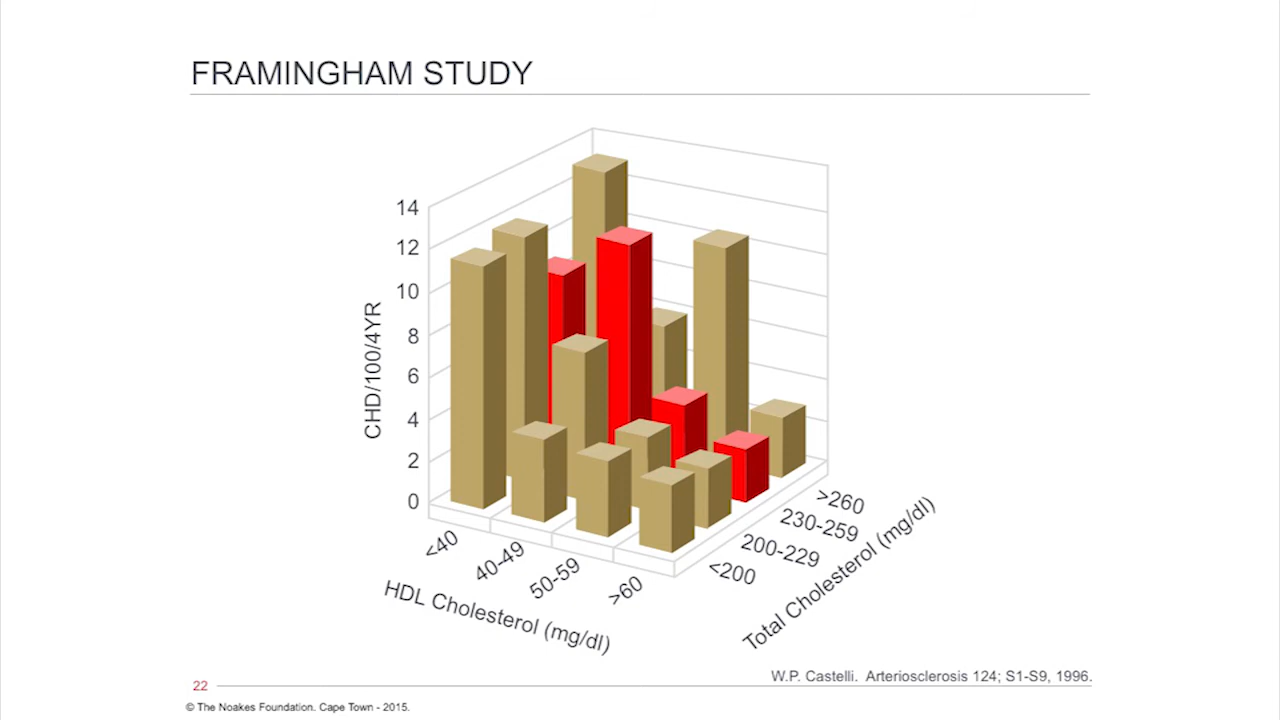 FRAMINGHAM STUDY
14
12
10
8
6
4
2
0
CHD/100/4YR
<40
40-49
50-59
>60
HDL Cholesterol (mg/dl)
>260
230-259
200-229
<200
Total Cholesterol (mg/dl)
W.P. Castelli. Arteriosclerosis 124; S1-S9, 1996.
22
© The Noakes Foundation. Cape Town - 2015.